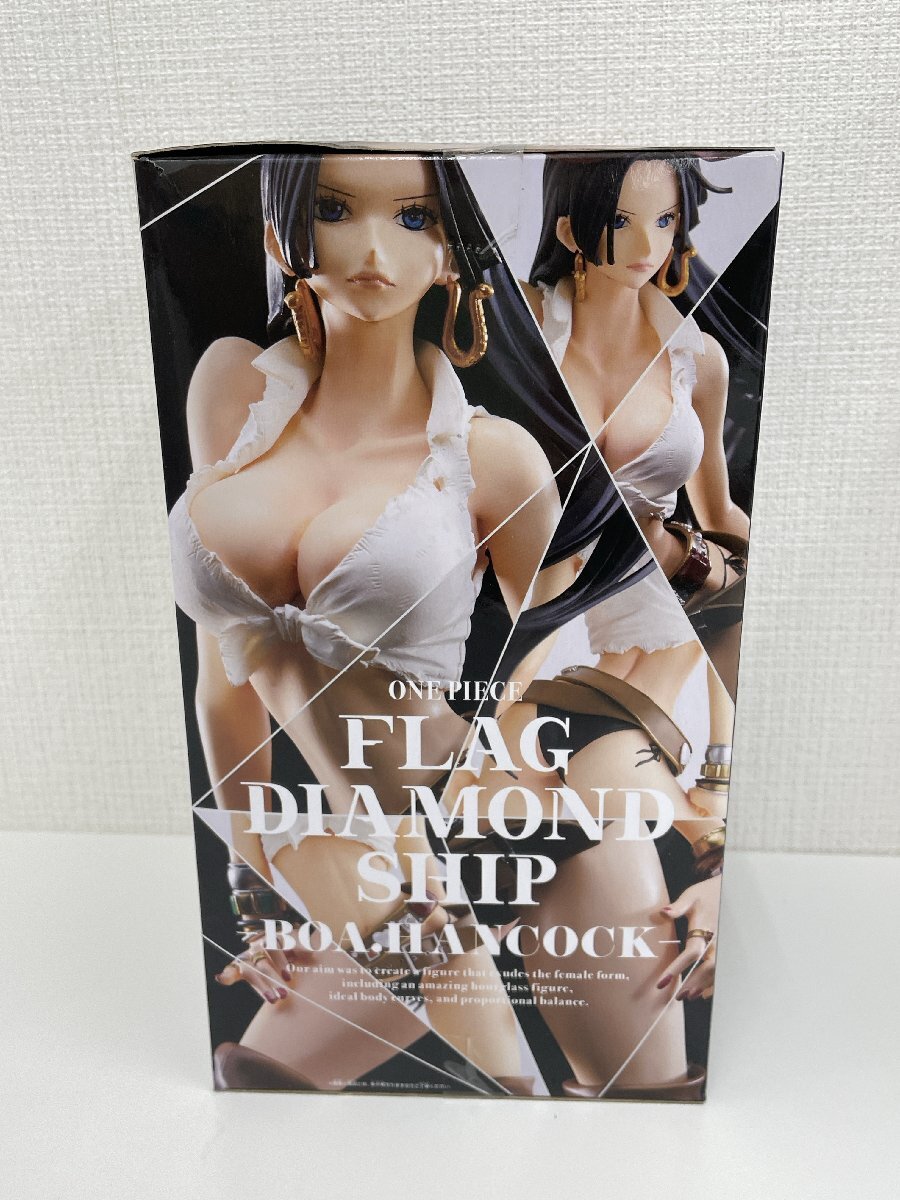 ONE PIECE
FLAG
DIAMOND
SHIP
-BOA.HANCOCK-
Our aim was to create a figure that exudes the female form,
including an amazing hourglass figure,
ideal body curves, and proportional balance.